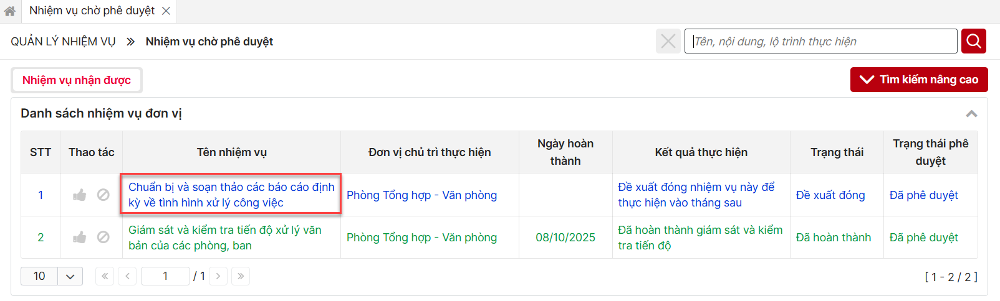 Nhiệm vụ chờ phê duyệt
QUẢN LÝ NHIỆM VỤ » Nhiệm vụ chờ phê duyệt
Tên, nội dung, lộ trình thực hiện
Nhiệm vụ nhận được
Tìm kiếm nâng cao
Danh sách nhiệm vụ đơn vị
STT
Thao tác
Tên nhiệm vụ
Đơn vị chủ trì thực hiện
Ngày hoàn
thành
Kết quả thực hiện
Trạng thái
Trạng thái phê
duyệt
1
Chuẩn bị và soạn thảo các báo cáo định
kỳ về tình hình xử lý công việc
Phòng Tổng hợp - Văn phòng
Đề xuất đóng nhiệm vụ này để
thực hiện vào tháng sau
Đề xuất đóng
Đã phê duyệt
2
Giám sát và kiểm tra tiến độ xử lý văn
bản của các phòng, ban
Phòng Tổng hợp - Văn phòng
08/10/2025
Đã hoàn thành giám sát và kiểm
tra tiến độ
Đã hoàn thành
Đã phê duyệt
10
« ‹ 1 / 1 › »
[ 1 - 2 / 2 ]